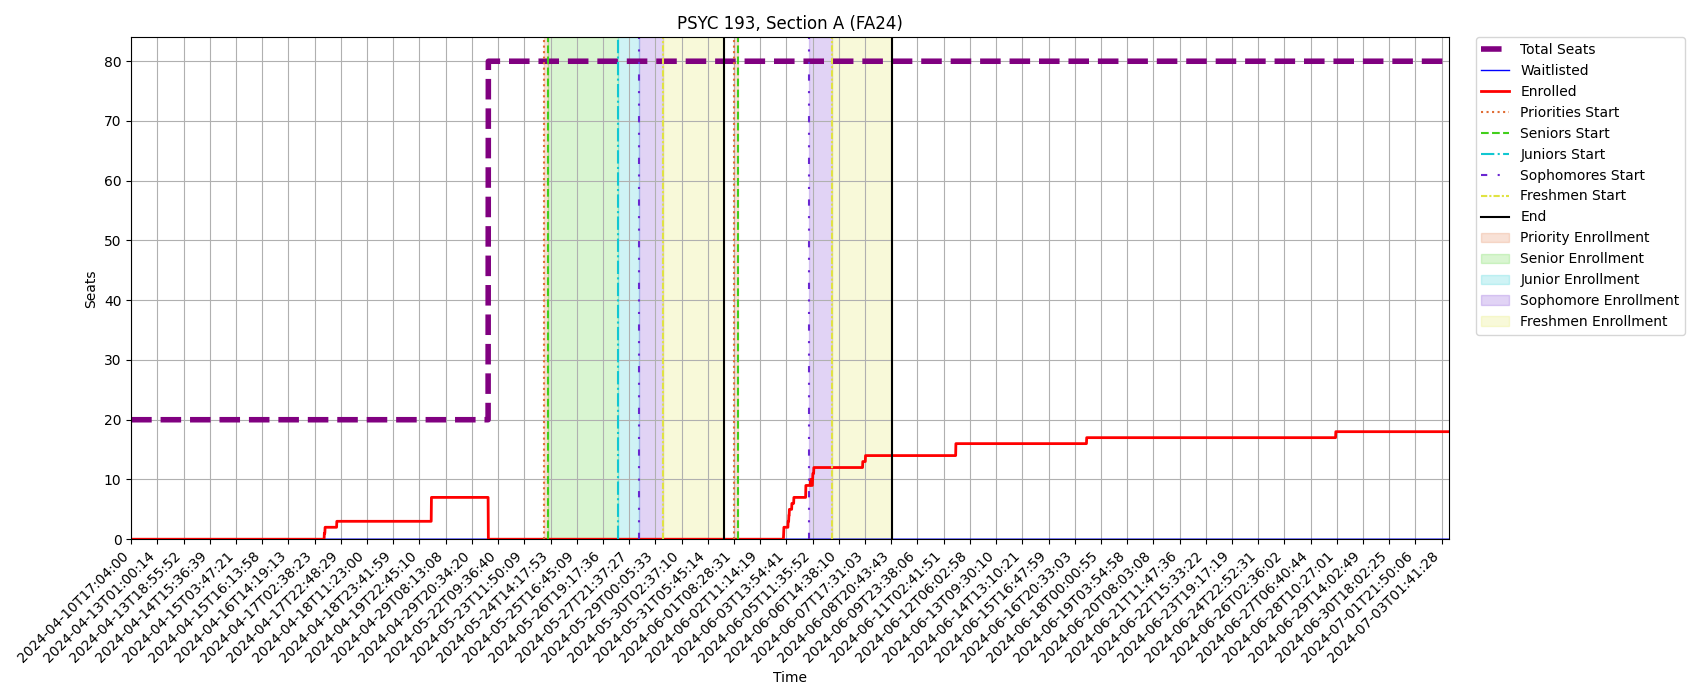 PSYC 193, Section A (FA24)
80
70
60
50
40
30
20
10
0
Seats
2024-04-10T17:04:00
2024-04-13T01:00:14
2024-04-13T18:55:52
2024-04-14T15:36:39
2024-04-15T03:47:21
2024-04-15T16:13:58
2024-04-16T14:19:13
2024-04-17T02:38:23
2024-04-17T22:48:29
2024-04-18T11:23:00
2024-04-18T23:41:59
2024-04-19T22:45:10
2024-04-29T08:13:08
2024-04-29T20:34:20
2024-05-22T09:36:40
2024-05-23T11:50:09
2024-05-24T14:17:53
2024-05-25T16:45:09
2024-05-26T19:17:36
2024-05-27T21:37:27
2024-05-29T00:05:33
2024-05-30T02:37:10
2024-05-31T05:45:14
2024-06-01T08:28:31
2024-06-02T11:14:19
2024-06-03T13:54:41
2024-06-05T11:35:52
2024-06-06T14:38:10
2024-06-07T17:31:03
2024-06-08T20:43:43
2024-06-09T23:38:06
2024-06-11T02:41:51
2024-06-12T06:02:58
2024-06-13T09:30:10
2024-06-14T13:10:21
2024-06-15T16:47:59
2024-06-16T20:33:03
2024-06-18T00:00:55
2024-06-19T03:54:58
2024-06-20T08:03:08
2024-06-21T11:47:36
2024-06-22T15:33:22
2024-06-23T19:17:19
2024-06-24T22:52:31
2024-06-26T02:36:02
2024-06-27T06:40:44
2024-06-28T10:27:01
2024-06-29T14:02:49
2024-06-30T18:02:25
2024-07-01T21:50:06
2024-07-03T01:41:28
Time
Total Seats
Waitlisted
Enrolled
Priorities Start
Seniors Start
Juniors Start
Sophomores Start
Freshmen Start
End
Priority Enrollment
Senior Enrollment
Junior Enrollment
Sophomore Enrollment
Freshmen Enrollment